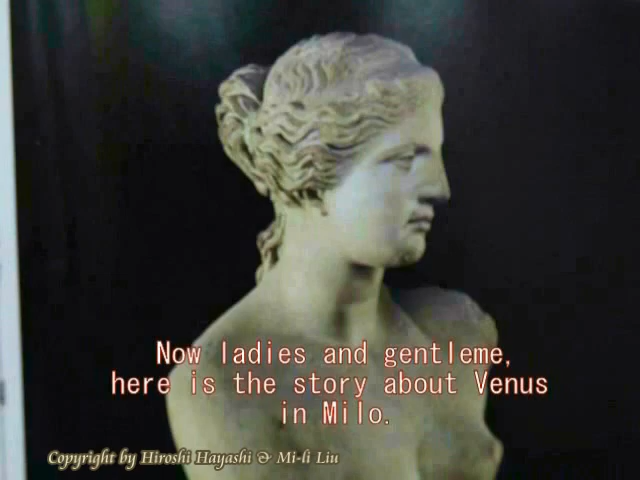 Now ladies and gentleme,
here is the story about Venus
in Milo.
Copyright by Hiroshi Hayashi & Mi-li Liu